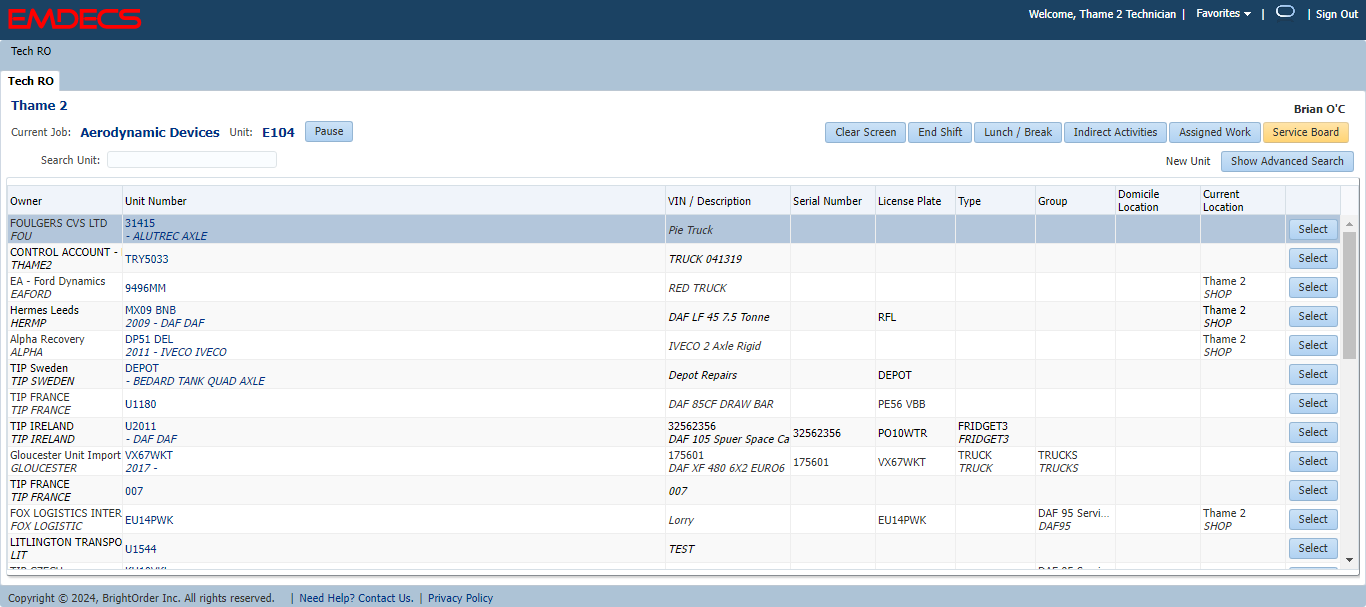 EMDECS
Welcome, Thame 2 Technician | Favorites | | Sign Out
Tech RO
Tech RO
Thame 2
Brian O'C
Current Job: Aerodynamic Devices Unit: E104 Pause
Clear Screen End Shift Lunch / Break Indirect Activities Assigned Work Service Board
Search Unit:
New Unit Show Advanced Search
Owner Unit Number VIN / Description Serial Number License Plate Type Group Domicile Location Current Location
FOULGERS CVS LTD 31415 Pie Truck Select
FOU - ALUTREC AXLE
CONTROL ACCOUNT - TRY5033 TRUCK 041319 Select
THAME2
EA - Ford Dynamics 9496MM RED TRUCK Thame 2 Select
EAFORD SHOP
Hermes Leeds MX09 BNB DAF LF 45 7.5 Tonne RFL Thame 2 Select
HERMP 2009 - DAF DAF SHOP
Alpha Recovery DP51 DEL IVECO 2 Axle Rigid Thame 2 Select
ALPHA 2011 - IVECO IVECO SHOP
TIP Sweden DEPOT Depot Repairs DEPOT Select
TIP SWEDEN - BEDARD TANK QUAD AXLE
TIP FRANCE U1180 DAF 85CF DRAW BAR PE56 VBB Select
TIP FRANCE
TIP IRELAND U2011 32562356 32562356 PO10WTR FRIDGET3 Select
TIP IRELAND - DAF DAF DAF 105 Spuer Space Ca FRIDGET3
Gloucester Unit Import VX67WKT 175601 175601 VX67WKT TRUCK TRUCKS Select
GLOUCESTER 2017 - DAF XF 480 6X2 EURO6 TRUCK TRUCKS
TIP FRANCE 007 007 Select
TIP FRANCE
FOX LOGISTICS INTER EU14PWK Lorry EU14PWK DAF 95 Servi... Thame 2 Select
FOX LOGISTIC DAF95 SHOP
LITLINGTON TRANSPO U1544 TEST Select
LIT
Copyright © 2024, BrightOrder Inc. All rights reserved. | Need Help? Contact Us. | Privacy Policy